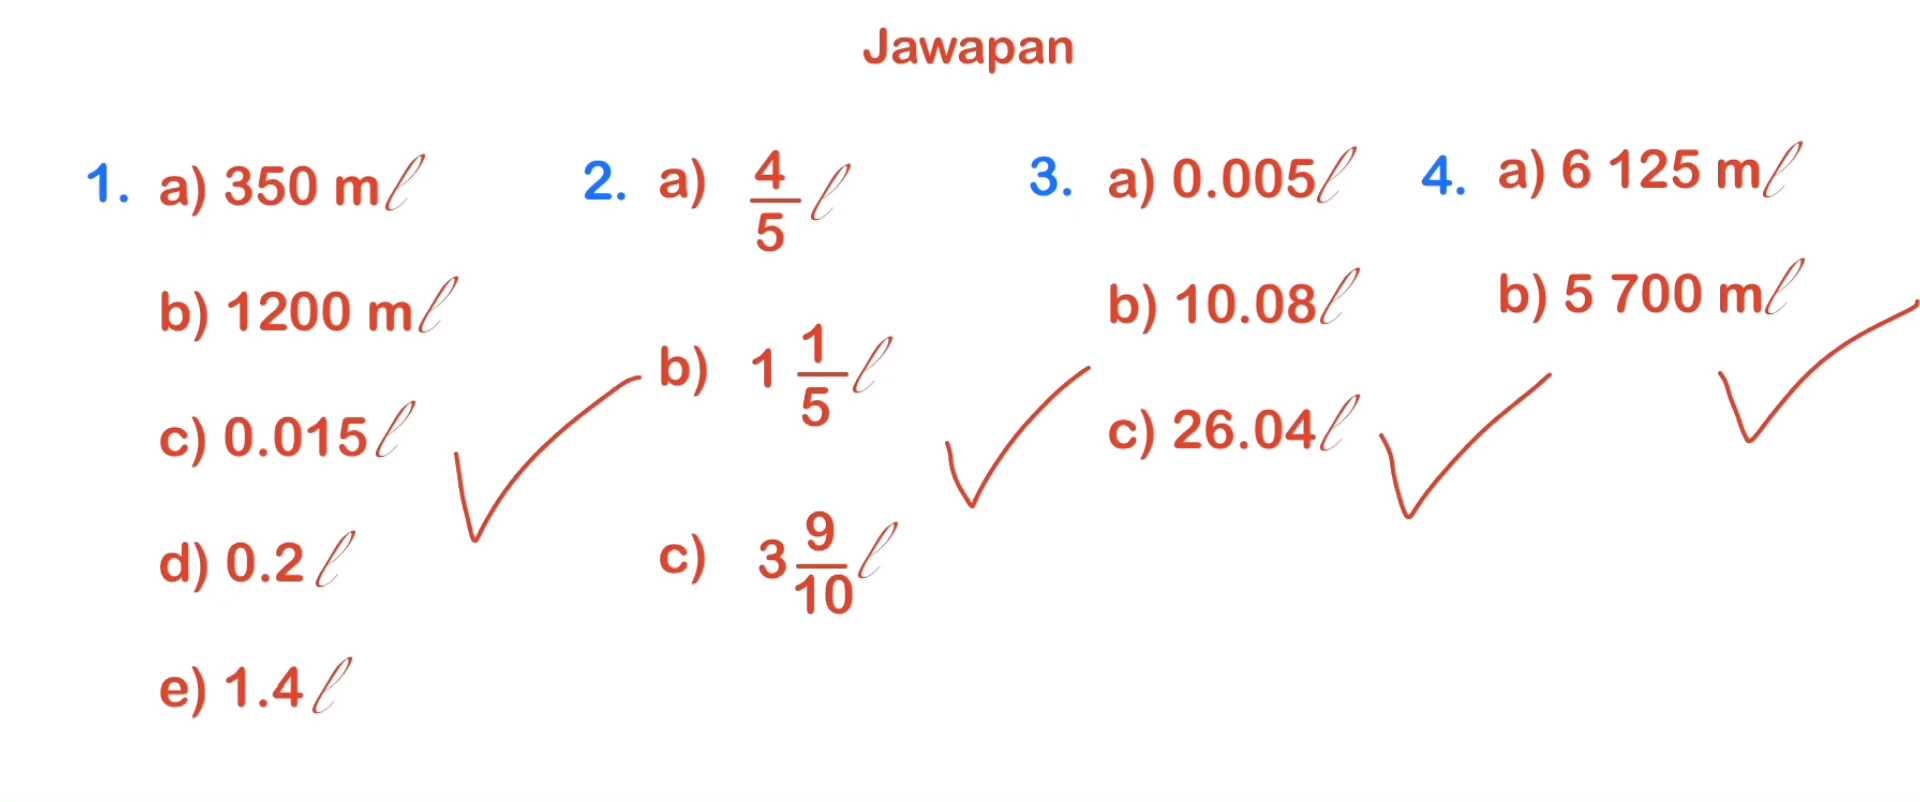 Jawapan
1. a) 350 mℓ
b) 1200 mℓ
c) 0.015ℓ
d) 0.2ℓ
e) 1.4ℓ
2. a) 4/5 ℓ
b) 1 1/5 ℓ
c) 3 9/10 ℓ
3. a) 0.005ℓ
b) 10.08ℓ
c) 26.04ℓ
4. a) 6 125 mℓ
b) 5 700 mℓ